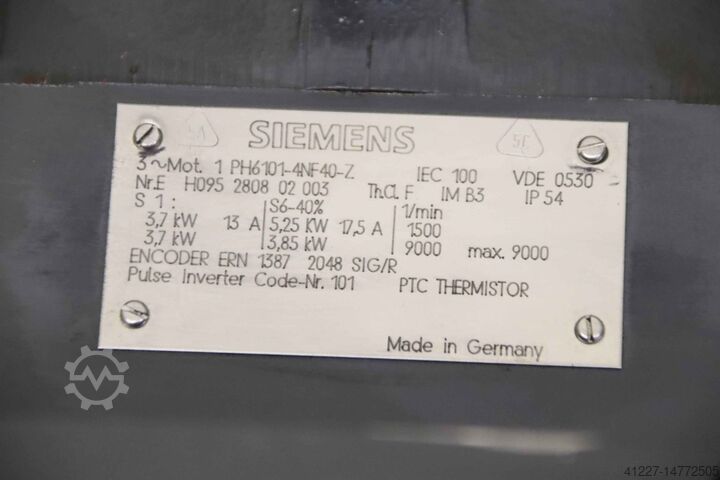 SIEMENS
3~Mot. 1 PH6101-4NF40-Z IEC 100 VDE 0530
Nr.E H095 2808 02 003 Th.Cl. F IM B3 IP 54
S 1 : S6-40% 1/min
3,7 kW 13 A 5,25 KW 17,5 A 1500
3,7 kW 3,85 kW 9000 max. 9000
ENCODER ERN 1387 2048 SIG/R
Pulse Inverter Code-Nr. 101 PTC THERMISTOR
Made in Germany
41227-14772505